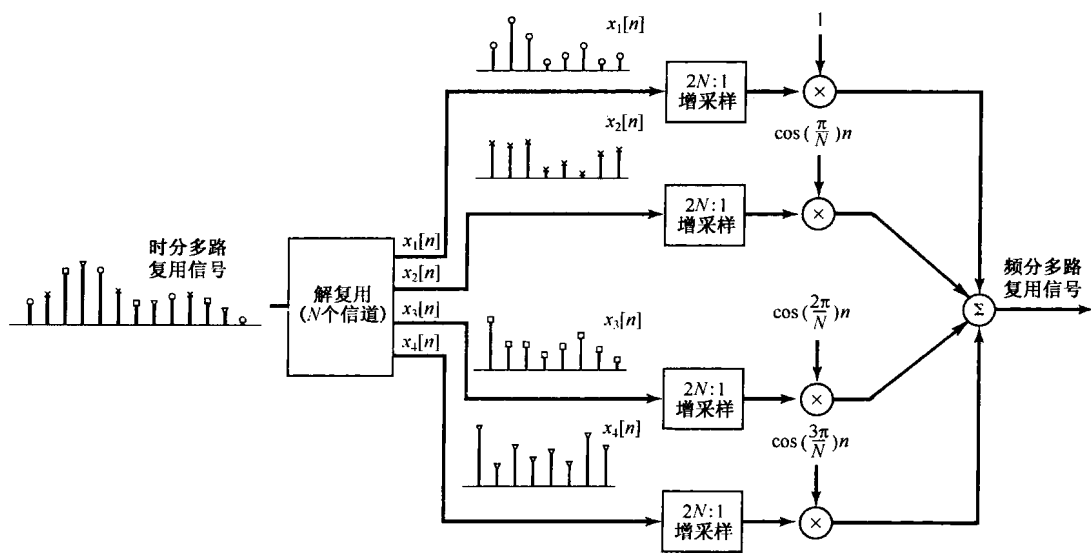 x₁[n]
1
2N:1
增采样
×
x₂[n]
cos(π/N)n
2N:1
增采样
×
时分多路
复用信号
解复用
(N个信道)
x₁[n]
x₂[n]
x₃[n]
x₄[n]
频分多路
复用信号
Σ
x₃[n]
cos(2π/N)n
2N:1
增采样
×
x₄[n]
cos(3π/N)n
2N:1
增采样
×